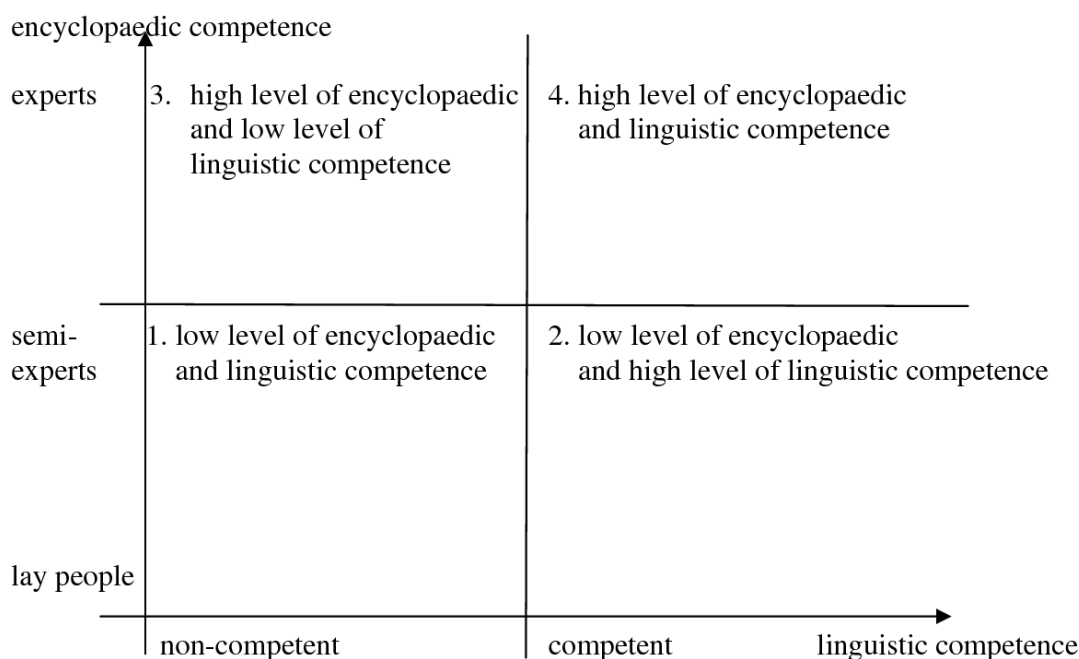 encyclopaedic competence
experts
3. high level of encyclopaedic
and low level of
linguistic competence
4. high level of encyclopaedic
and linguistic competence
semi-
experts
1. low level of encyclopaedic
and linguistic competence
2. low level of encyclopaedic
and high level of linguistic competence
lay people
non-competent
competent
linguistic competence